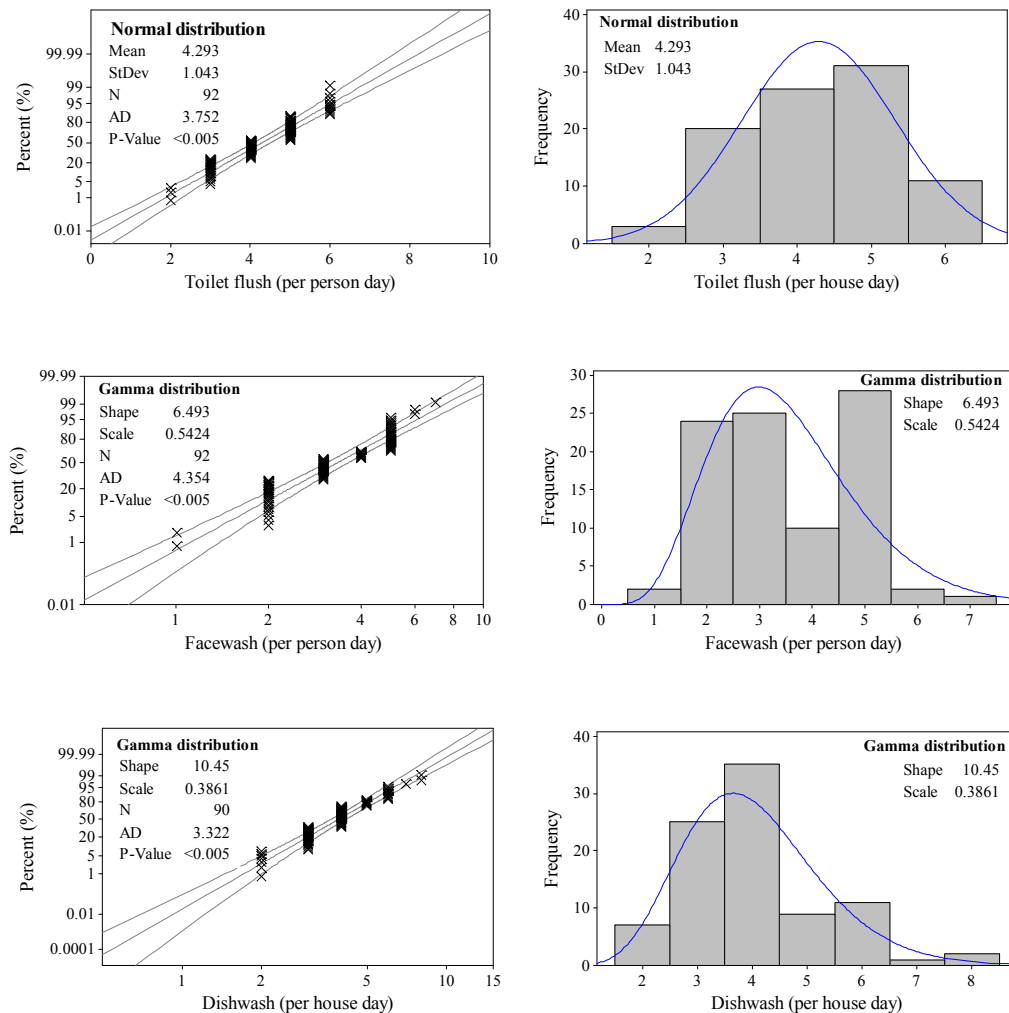 Normal distribution
Mean 4.293
StDev 1.043
N 92
AD 3.752
P-Value <0.005
Percent (%)
99.99
99
95
80
50
20
5
1
0.01
0 2 4 6 8 10
Toilet flush (per person day)
Normal distribution
Mean 4.293
StDev 1.043
Frequency
40
30
20
10
0
2 3 4 5 6
Toilet flush (per house day)
Gamma distribution
Shape 6.493
Scale 0.5424
N 92
AD 4.354
P-Value <0.005
Percent (%)
99.99
99
95
80
50
20
5
1
0.01
1 2 4 6 8 10
Facewash (per person day)
Gamma distribution
Shape 6.493
Scale 0.5424
Frequency
30
25
20
15
10
5
0
0 1 2 3 4 5 6 7
Facewash (per person day)
Gamma distribution
Shape 10.45
Scale 0.3861
N 90
AD 3.322
P-Value <0.005
Percent (%)
99.99
99
95
80
50
20
5
1
0.01
0.0001
1 2 5 10 15
Dishwash (per house day)
Gamma distribution
Shape 10.45
Scale 0.3861
Frequency
40
30
20
10
0
2 3 4 5 6 7 8
Dishwash (per house day)